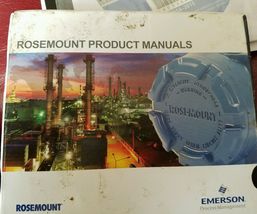 ROSEMOUNT PRODUCT MANUALS
ROSEMOUNT
ROSEMOUNT
EMERSON
Process Management